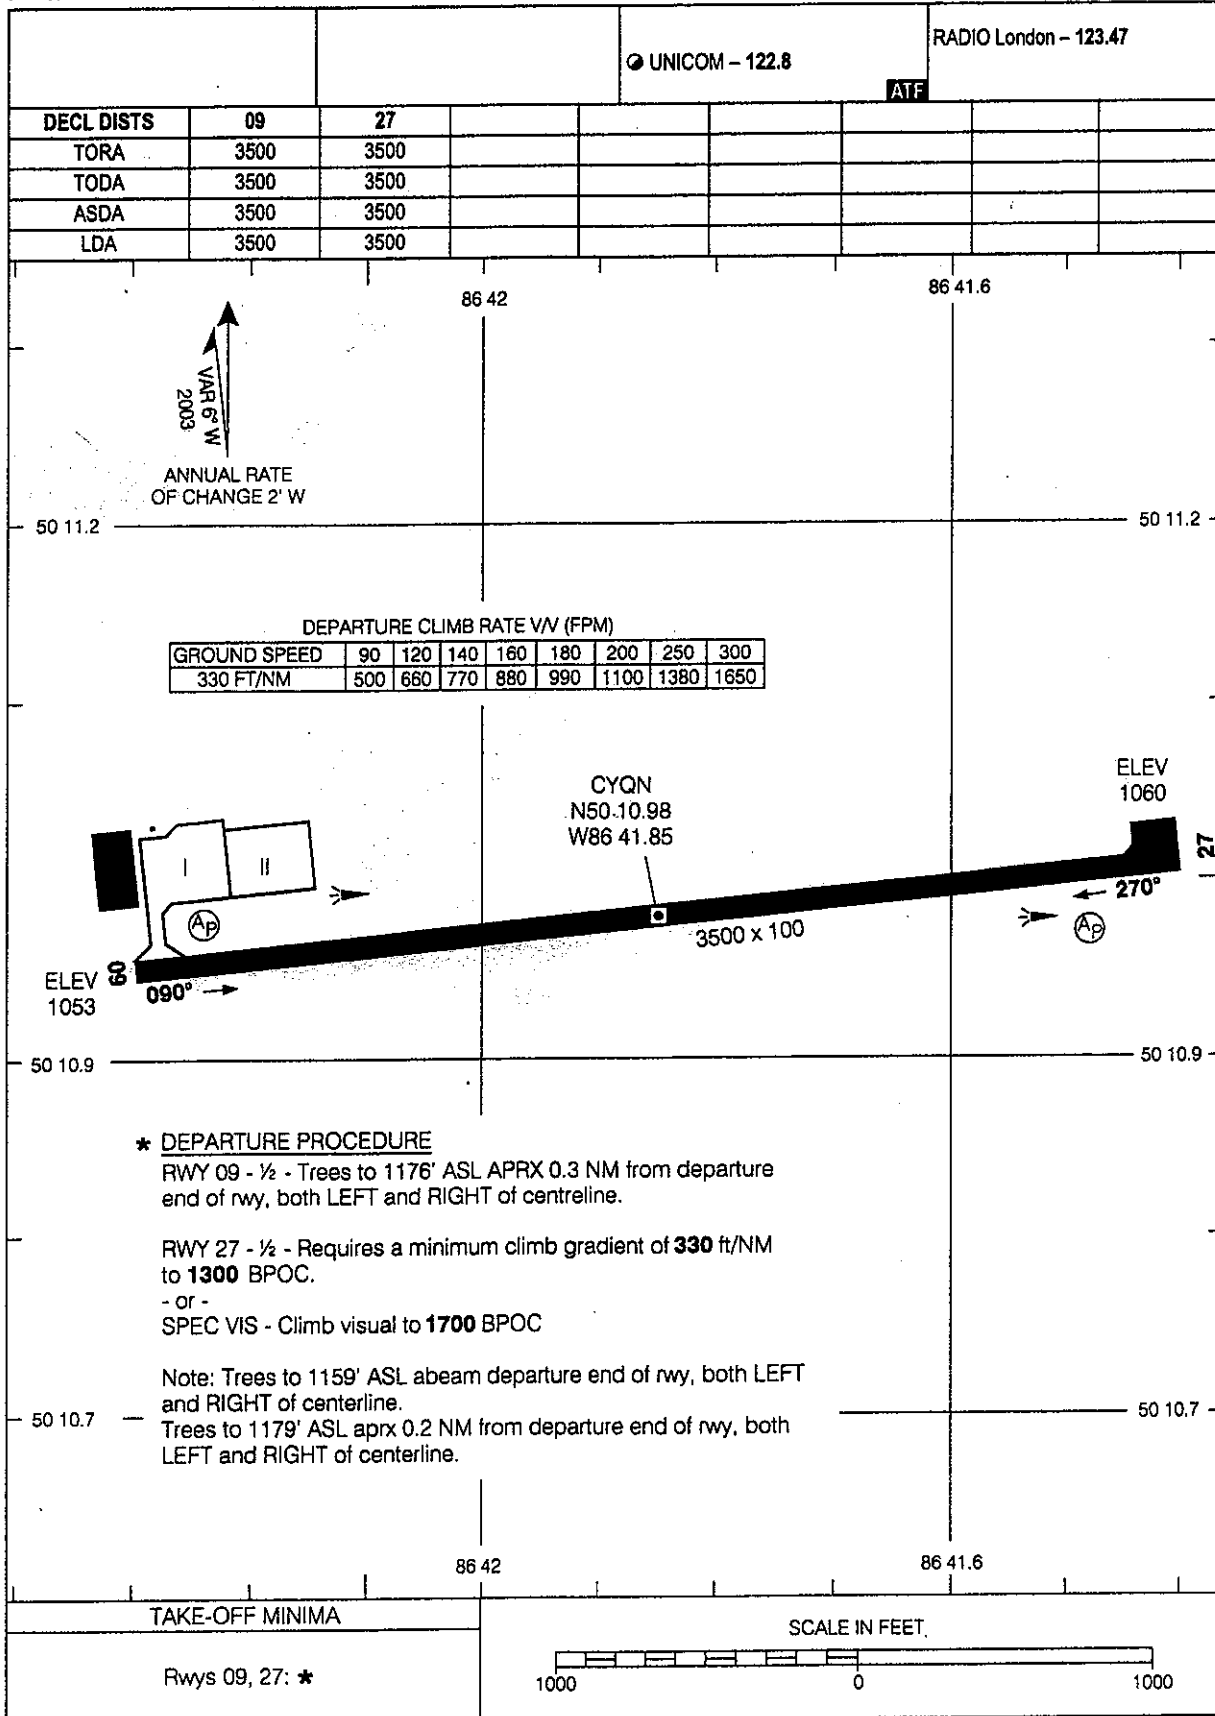 UNICOM – 122.8
RADIO London – 123.47
ATF
DECL DISTS 09 27
TORA 3500 3500
TODA 3500 3500
ASDA 3500 3500
LDA 3500 3500
86 42 86 41.6
VAR 6° W
2003
ANNUAL RATE
OF CHANGE 2' W
50 11.2 50 11.2
DEPARTURE CLIMB RATE V/V (FPM)
GROUND SPEED 90 120 140 160 180 200 250 300
330 FT/NM 500 660 770 880 990 1100 1380 1650
CYQN
N50 10.98
W86 41.85
ELEV
1060
27
I II
270°
Ap
Ap
3500 x 100
09
ELEV
1053
090°
50 10.9 50 10.9
* DEPARTURE PROCEDURE
RWY 09 - ½ - Trees to 1176' ASL APRX 0.3 NM from departure
end of rwy, both LEFT and RIGHT of centreline.
RWY 27 - ½ - Requires a minimum climb gradient of 330 ft/NM
to 1300 BPOC.
- or -
SPEC VIS - Climb visual to 1700 BPOC
Note: Trees to 1159' ASL abeam departure end of rwy, both LEFT
and RIGHT of centerline.
50 10.7 50 10.7
Trees to 1179' ASL aprx 0.2 NM from departure end of rwy, both
LEFT and RIGHT of centerline.
86 42 86 41.6
TAKE-OFF MINIMA
Rwys 09, 27: *
SCALE IN FEET
1000 0 1000